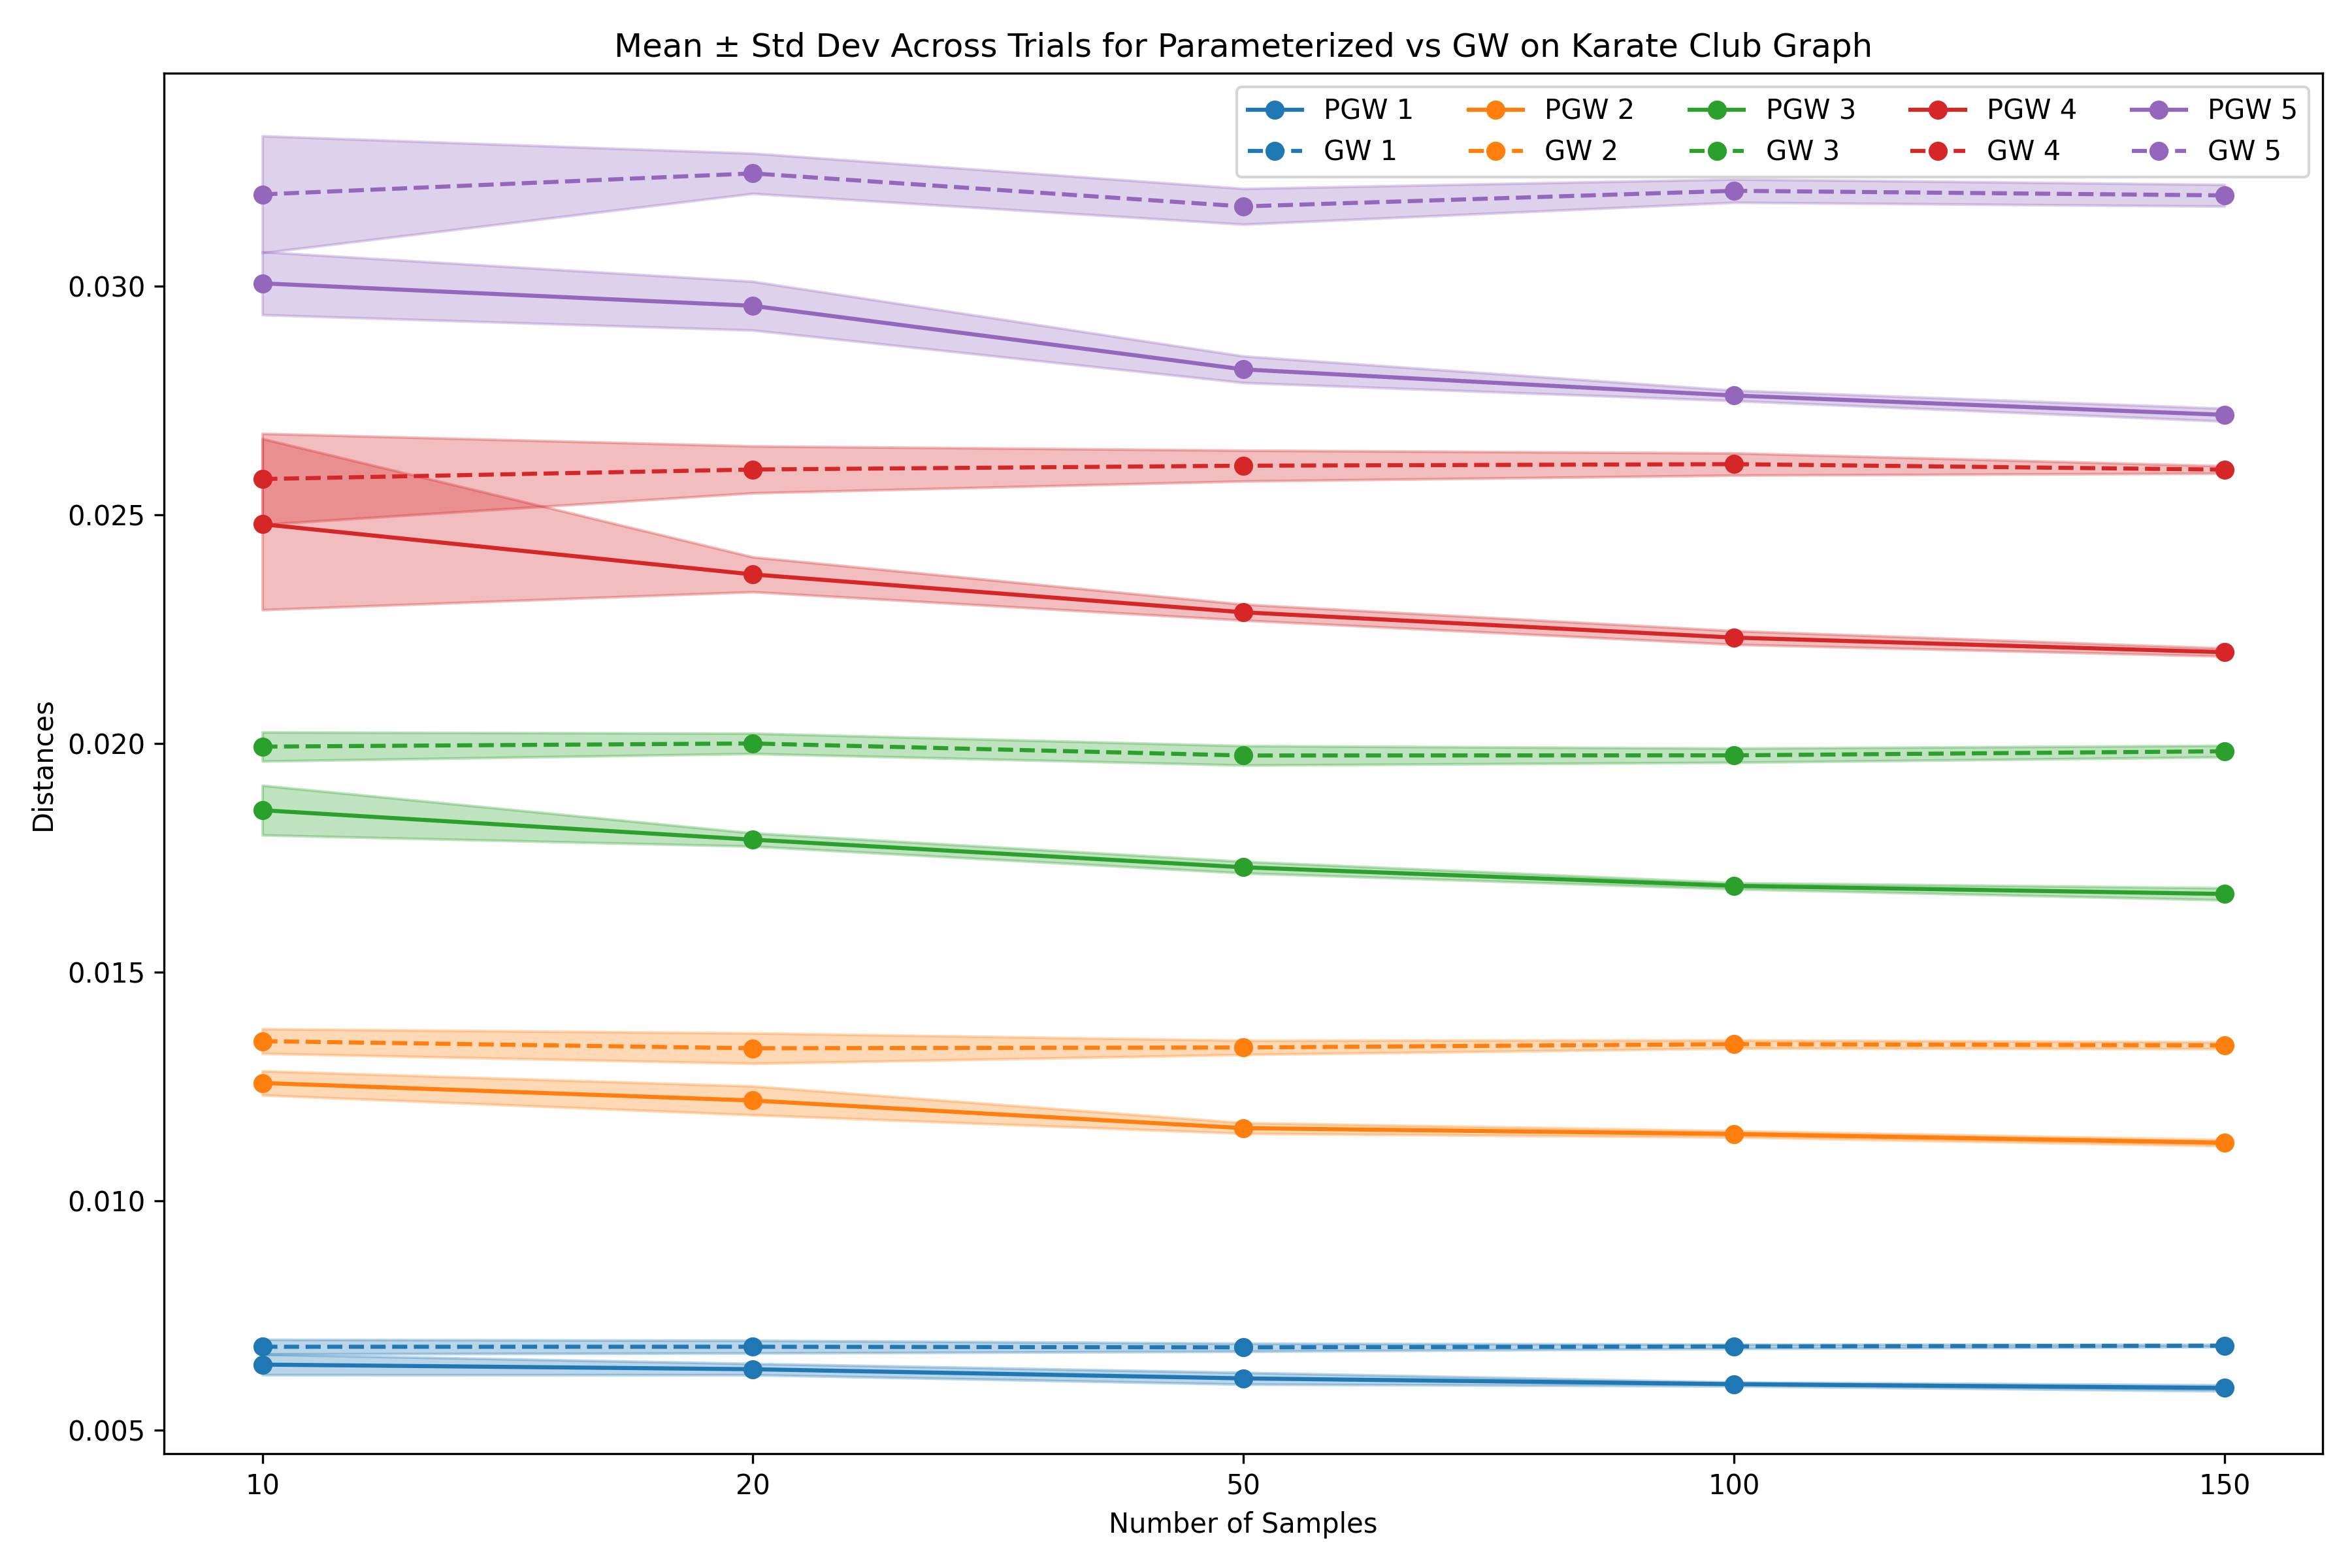 Mean ± Std Dev Across Trials for Parameterized vs GW on Karate Club Graph
PGW 1 PGW 2 PGW 3 PGW 4 PGW 5
GW 1 GW 2 GW 3 GW 4 GW 5
0.030
0.025
0.020
0.015
0.010
0.005
Distances
10 20 50 100 150
Number of Samples